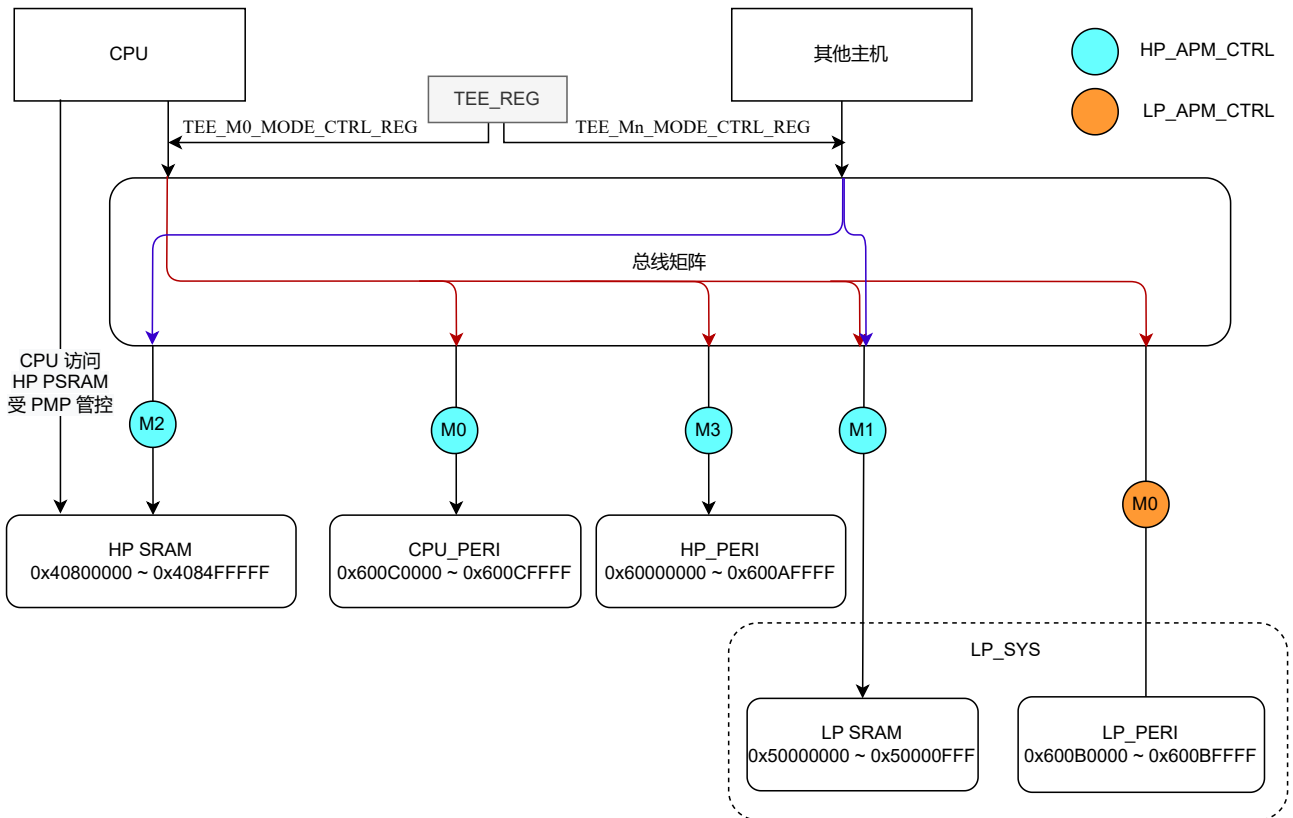 CPU
其他主机
HP_APM_CTRL
TEE_REG
LP_APM_CTRL
TEE_M0_MODE_CTRL_REG
TEE_Mn_MODE_CTRL_REG
总线矩阵
CPU 访问
HP PSRAM
受 PMP 管控
M2
M0
M3
M1
M0
HP SRAM
0x40800000 ~ 0x4084FFFFF
CPU_PERI
0x600C0000 ~ 0x600CFFFF
HP_PERI
0x60000000 ~ 0x600AFFFF
LP_SYS
LP SRAM
0x50000000 ~ 0x50000FFF
LP_PERI
0x600B0000 ~ 0x600BFFFF